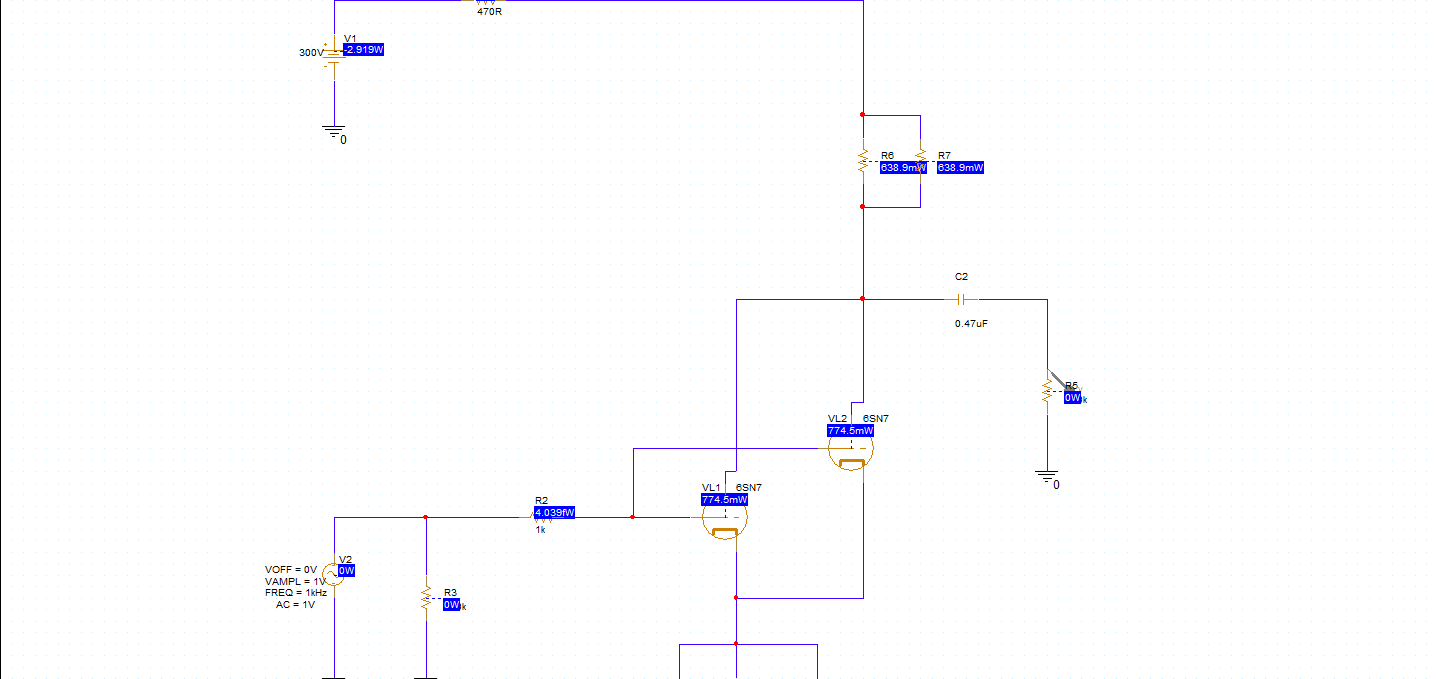 470R
V1
300V
-2.919W
0
R6
R7
638.9mW
638.9mW
C2
0.47uF
R5
0W
k
0
VL2
6SN7
774.5mW
VL1
6SN7
774.5mW
R2
4.039fW
1k
V2
0W
VOFF = 0V
VAMPL = 1V
FREQ = 1kHz
AC = 1V
R3
0W
k